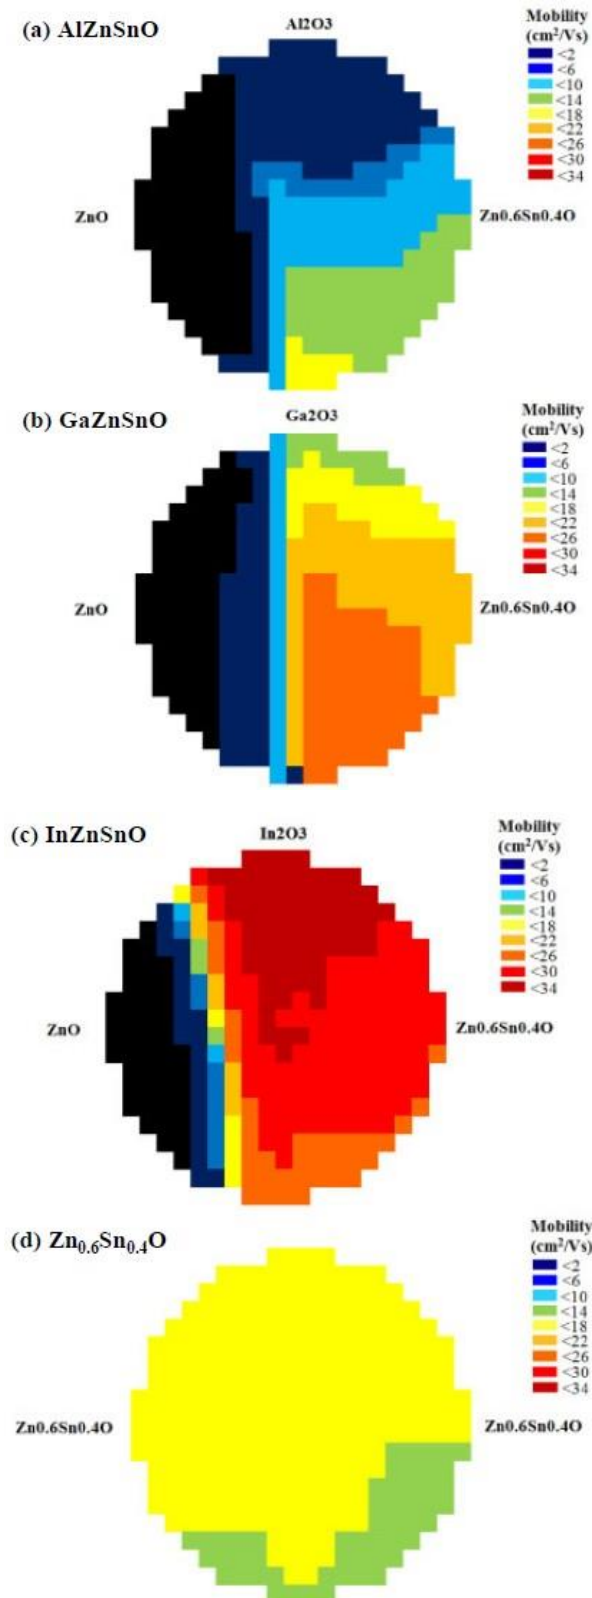 (a) AlZnSnO
Al2O3
Mobility
(cm²/Vs)
<2
<6
<10
<14
<18
<22
<26
<30
<34
ZnO
Zn0.6Sn0.4O
(b) GaZnSnO
Ga2O3
Mobility
(cm²/Vs)
<2
<6
<10
<14
<18
<22
<26
<30
<34
ZnO
Zn0.6Sn0.4O
(c) InZnSnO
In2O3
Mobility
(cm²/Vs)
<2
<6
<10
<14
<18
<22
<26
<30
<34
ZnO
Zn0.6Sn0.4O
(d) Zn₀.₆Sn₀.₄O
Mobility
(cm²/Vs)
<2
<6
<10
<14
<18
<22
<26
<30
<34
Zn0.6Sn0.4O
Zn0.6Sn0.4O